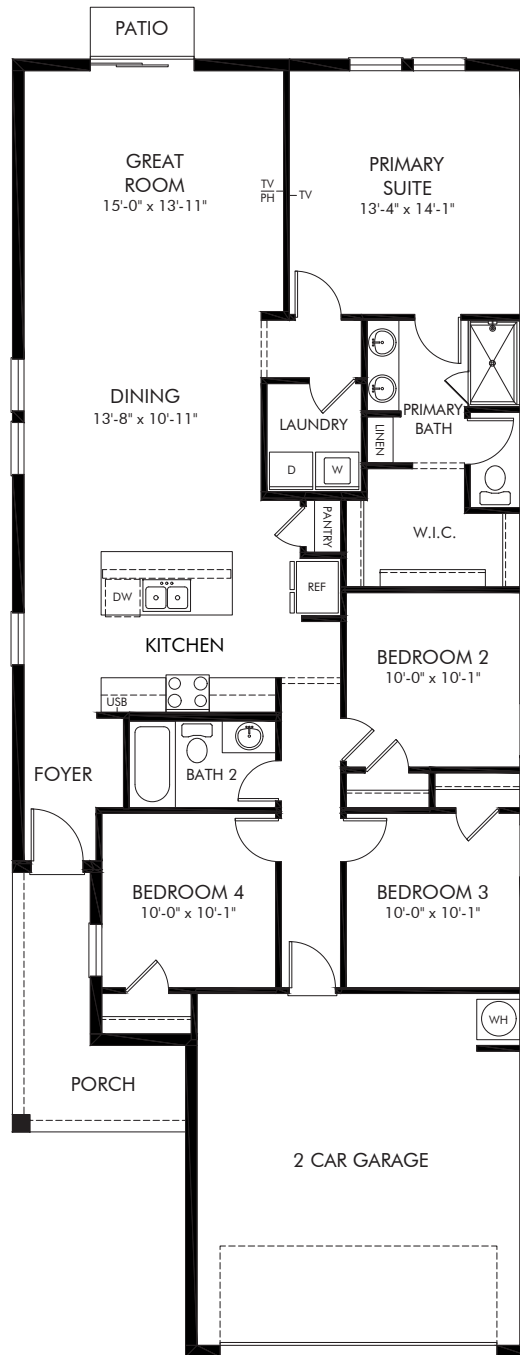 PATIO
GREAT
ROOM
15'-0" x 13'-11"
TV
PH
TV
PRIMARY
SUITE
13'-4" x 14'-1"
DINING
13'-8" x 10'-11"
LAUNDRY
D
W
PRIMARY
BATH
LINEN
W.I.C.
PANTRY
REF
DW
KITCHEN
USB
BEDROOM 2
10'-0" x 10'-1"
FOYER
BATH 2
BEDROOM 4
10'-0" x 10'-1"
BEDROOM 3
10'-0" x 10'-1"
WH
PORCH
2 CAR GARAGE